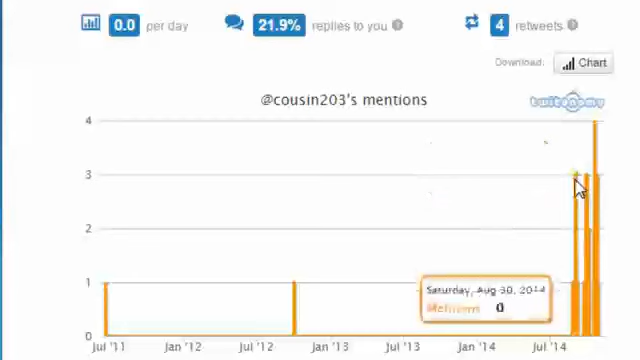 0.0 per day 21.9% replies to you 4 retweets
Download: Chart
@cousin203's mentions
twitonomy
4
3
2
1
0
Saturday, Aug 30, 2014
Mentions: 0
Jul '11 Jan '12 Jul '12 Jan '13 Jul '13 Jan '14 Jul '14